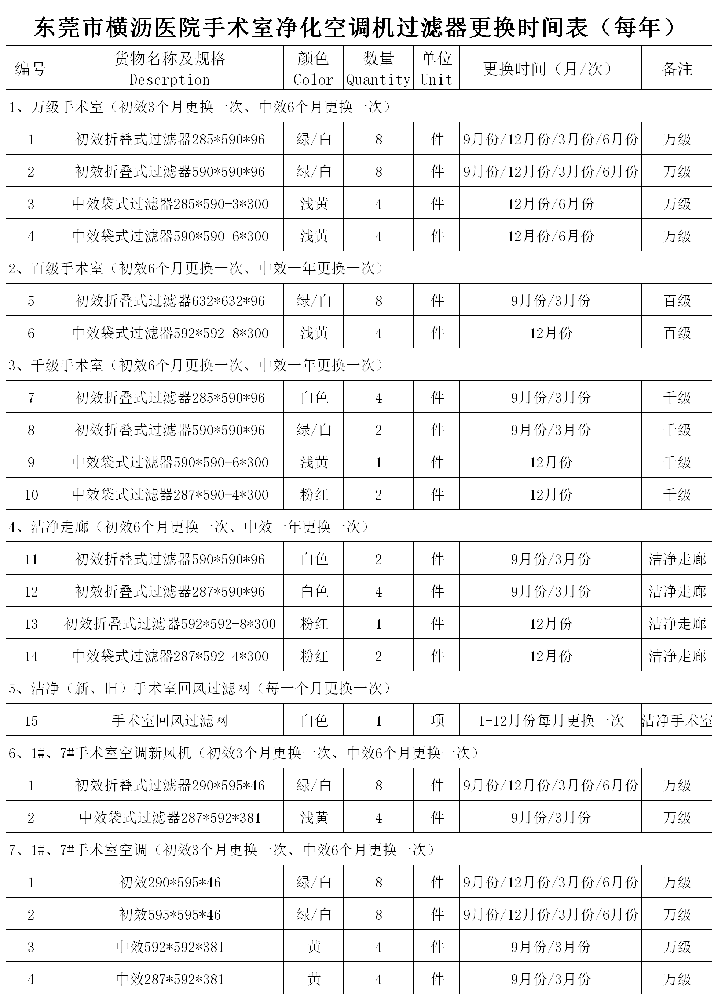 东莞市横沥医院手术室净化空调机过滤器更换时间表（每年）
编号 货物名称及规格 Descrption 颜色 Color 数量 Quantity 单位 Unit 更换时间（月/次） 备注
1、万级手术室（初效3个月更换一次、中效6个月更换一次）
1 初效折叠式过滤器285*590*96 绿/白 8 件 9月份/12月份/3月份/6月份 万级
2 初效折叠式过滤器590*590*96 绿/白 8 件 9月份/12月份/3月份/6月份 万级
3 中效袋式过滤器285*590-3*300 浅黄 4 件 12月份/6月份 万级
4 中效袋式过滤器590*590-6*300 浅黄 4 件 12月份/6月份 万级
2、百级手术室（初效6个月更换一次、中效一年更换一次）
5 初效折叠式过滤器632*632*96 绿/白 8 件 9月份/3月份 百级
6 中效袋式过滤器592*592-8*300 浅黄 4 件 12月份 百级
3、千级手术室（初效6个月更换一次、中效一年更换一次）
7 初效折叠式过滤器285*590*96 白色 4 件 9月份/3月份 千级
8 初效折叠式过滤器590*590*96 绿/白 2 件 9月份/3月份 千级
9 中效袋式过滤器590*590-6*300 浅黄 1 件 12月份 千级
10 中效袋式过滤器287*590-4*300 粉红 2 件 12月份 千级
4、洁净走廊（初效6个月更换一次、中效一年更换一次）
11 初效折叠式过滤器590*590*96 白色 2 件 9月份/3月份 洁净走廊
12 初效折叠式过滤器287*590*96 白色 4 件 9月份/3月份 洁净走廊
13 初效折叠式过滤器592*592-8*300 粉红 1 件 12月份 洁净走廊
14 中效袋式过滤器287*592-4*300 粉红 2 件 12月份 洁净走廊
5、洁净（新、旧）手术室回风过滤网（每一个月更换一次）
15 手术室回风过滤网 白色 1 项 1-12月份每月更换一次 洁净手术室
6、1#、7#手术室空调新风机（初效3个月更换一次、中效6个月更换一次）
1 初效折叠式过滤器290*595*46 绿/白 8 件 9月份/12月份/3月份/6月份 万级
2 中效袋式过滤器287*592*381 浅黄 4 件 9月份/3月份 万级
7、1#、7#手术室空调（初效3个月更换一次、中效6个月更换一次）
1 初效290*595*46 绿/白 8 件 9月份/12月份/3月份/6月份 万级
2 初效595*595*46 绿/白 8 件 9月份/12月份/3月份/6月份 万级
3 中效592*592*381 黄 4 件 9月份/3月份 万级
4 中效287*592*381 黄 4 件 9月份/3月份 万级